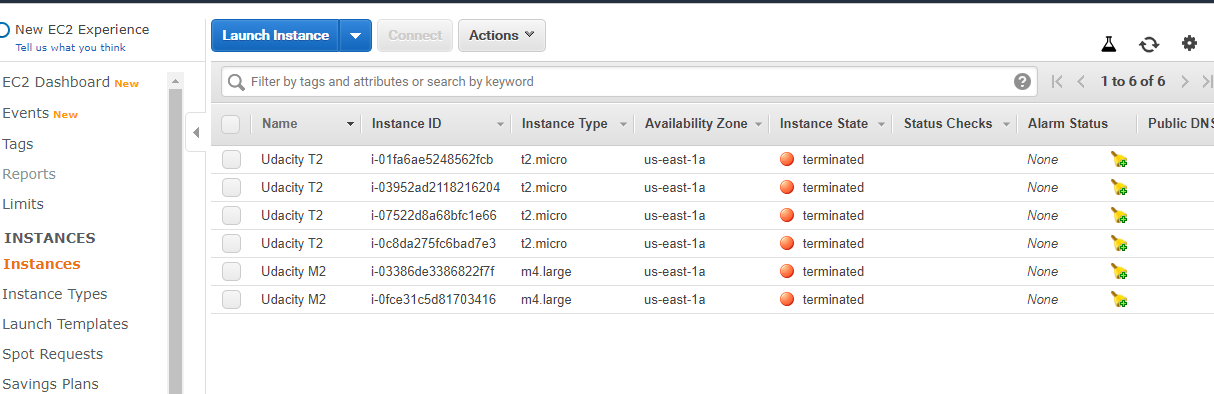 New EC2 Experience
Tell us what you think
EC2 Dashboard New
Events New
Tags
Reports
Limits
INSTANCES
Instances
Instance Types
Launch Templates
Spot Requests
Savings Plans
Launch Instance Connect Actions
Filter by tags and attributes or search by keyword 1 to 6 of 6
Name Instance ID Instance Type Availability Zone Instance State Status Checks Alarm Status Public DNS
Udacity T2 i-01fa6ae5248562fcb t2.micro us-east-1a terminated None
Udacity T2 i-03952ad2118216204 t2.micro us-east-1a terminated None
Udacity T2 i-07522d8a68bfc1e66 t2.micro us-east-1a terminated None
Udacity T2 i-0c8da275fc6bad7e3 t2.micro us-east-1a terminated None
Udacity M2 i-03386de3386822f7f m4.large us-east-1a terminated None
Udacity M2 i-0fce31c5d81703416 m4.large us-east-1a terminated None